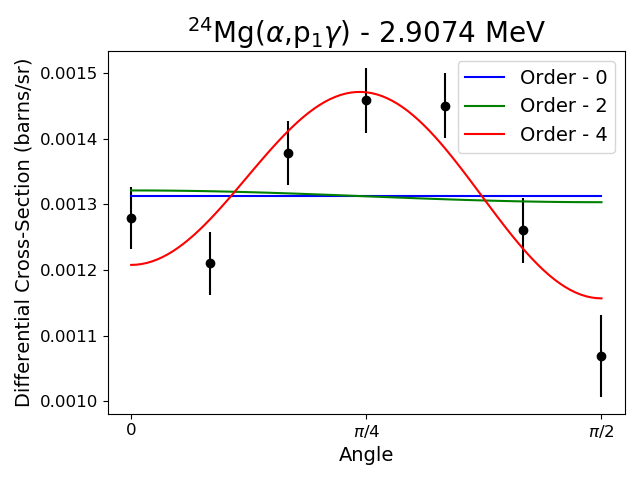 ²⁴Mg(α,p₁γ) - 2.9074 MeV
Differential Cross-Section (barns/sr)
0.0015
0.0014
0.0013
0.0012
0.0011
0.0010
Order - 0
Order - 2
Order - 4
0
π/4
π/2
Angle